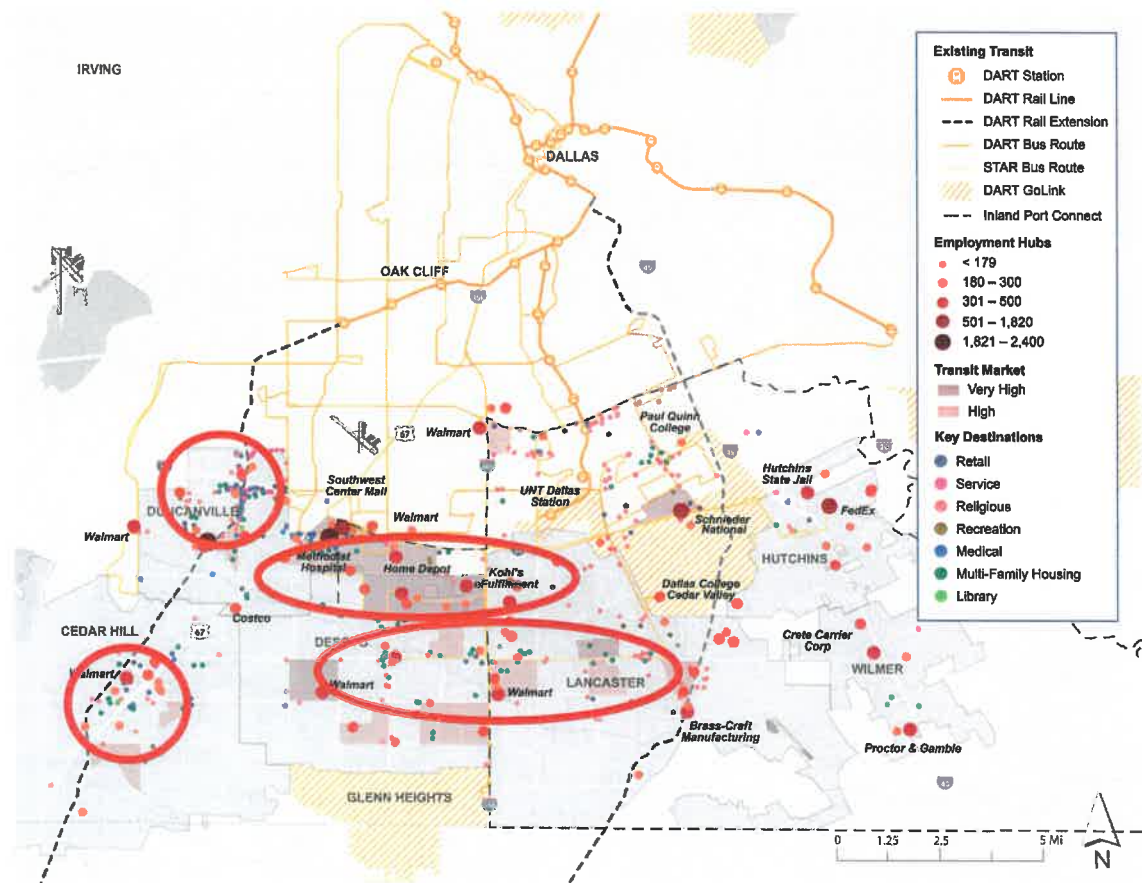 IRVING
DALLAS
OAK CLIFF
45
67
Walmart
Paul Quinn
College
Southwest
Center Mall
UNT Dallas
Station
Walmart
Hutchins
State Jail
FedEx
DUNCANVILLE
Walmart
Schnieder
National
Methodist
Hospital
Home Depot
Kohl's
Fulfillment
HUTCHINS
Dallas College
Cedar Valley
Costco
CEDAR HILL
67
Walmart
Walmart
Walmart
LANCASTER
Crete Carrier
Corp
WILMER
Brass-Craft
Manufacturing
Proctor & Gamble
45
GLENN HEIGHTS
Existing Transit
DART Station
DART Rail Line
DART Rail Extension
DART Bus Route
STAR Bus Route
DART GoLink
Inland Port Connect
Employment Hubs
< 179
180 – 300
301 – 500
501 – 1,820
1,821 – 2,400
Transit Market
Very High
High
Key Destinations
Retail
Service
Religious
Recreation
Medical
Multi-Family Housing
Library
0 1.25 2.5 5 Mi
N